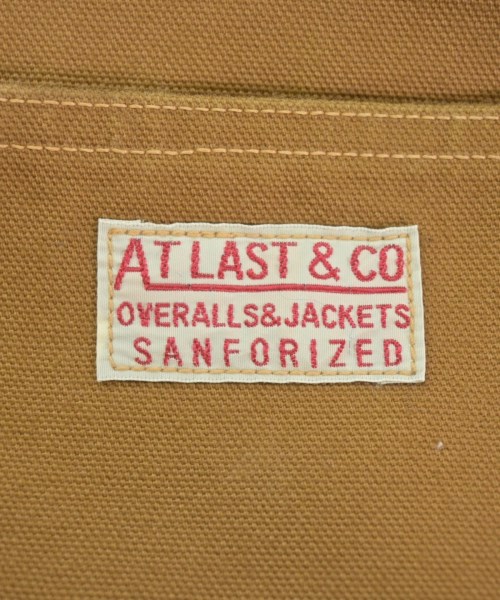 AT LAST & CO
OVERALLS&JACKETS
SANFORIZED